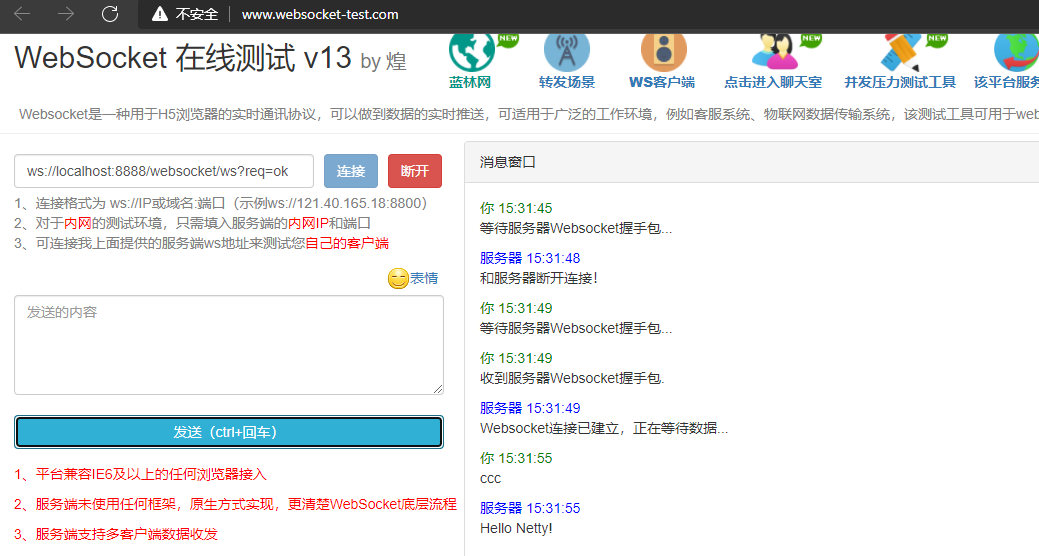 不安全 www.websocket-test.com
WebSocket 在线测试 v13 by 煌
NEW
蓝林网
转发场景
WS客户端
NEW
点击进入聊天室
NEW
并发压力测试工具
该平台服务
Websocket是一种用于H5浏览器的实时通讯协议，可以做到数据的实时推送，可适用于广泛的工作环境，例如客服系统、物联网数据传输系统，该测试工具可用于web
ws://localhost:8888/websocket/ws?req=ok 连接 断开
1、连接格式为 ws://IP或域名:端口（示例ws://121.40.165.18:8800）
2、对于内网的测试环境，只需填入服务端的内网IP和端口
3、可连接我上面提供的服务端ws地址来测试您自己的客户端
表情
发送的内容
发送（ctrl+回车）
1、平台兼容IE6及以上的任何浏览器接入
2、服务端未使用任何框架，原生方式实现，更清楚WebSocket底层流程
3、服务端支持多客户端数据收发
消息窗口
你 15:31:45
等待服务器Websocket握手包...
服务器 15:31:48
和服务器断开连接！
你 15:31:49
等待服务器Websocket握手包...
你 15:31:49
收到服务器Websocket握手包.
服务器 15:31:49
Websocket连接已建立，正在等待数据...
你 15:31:55
ccc
服务器 15:31:55
Hello Netty!